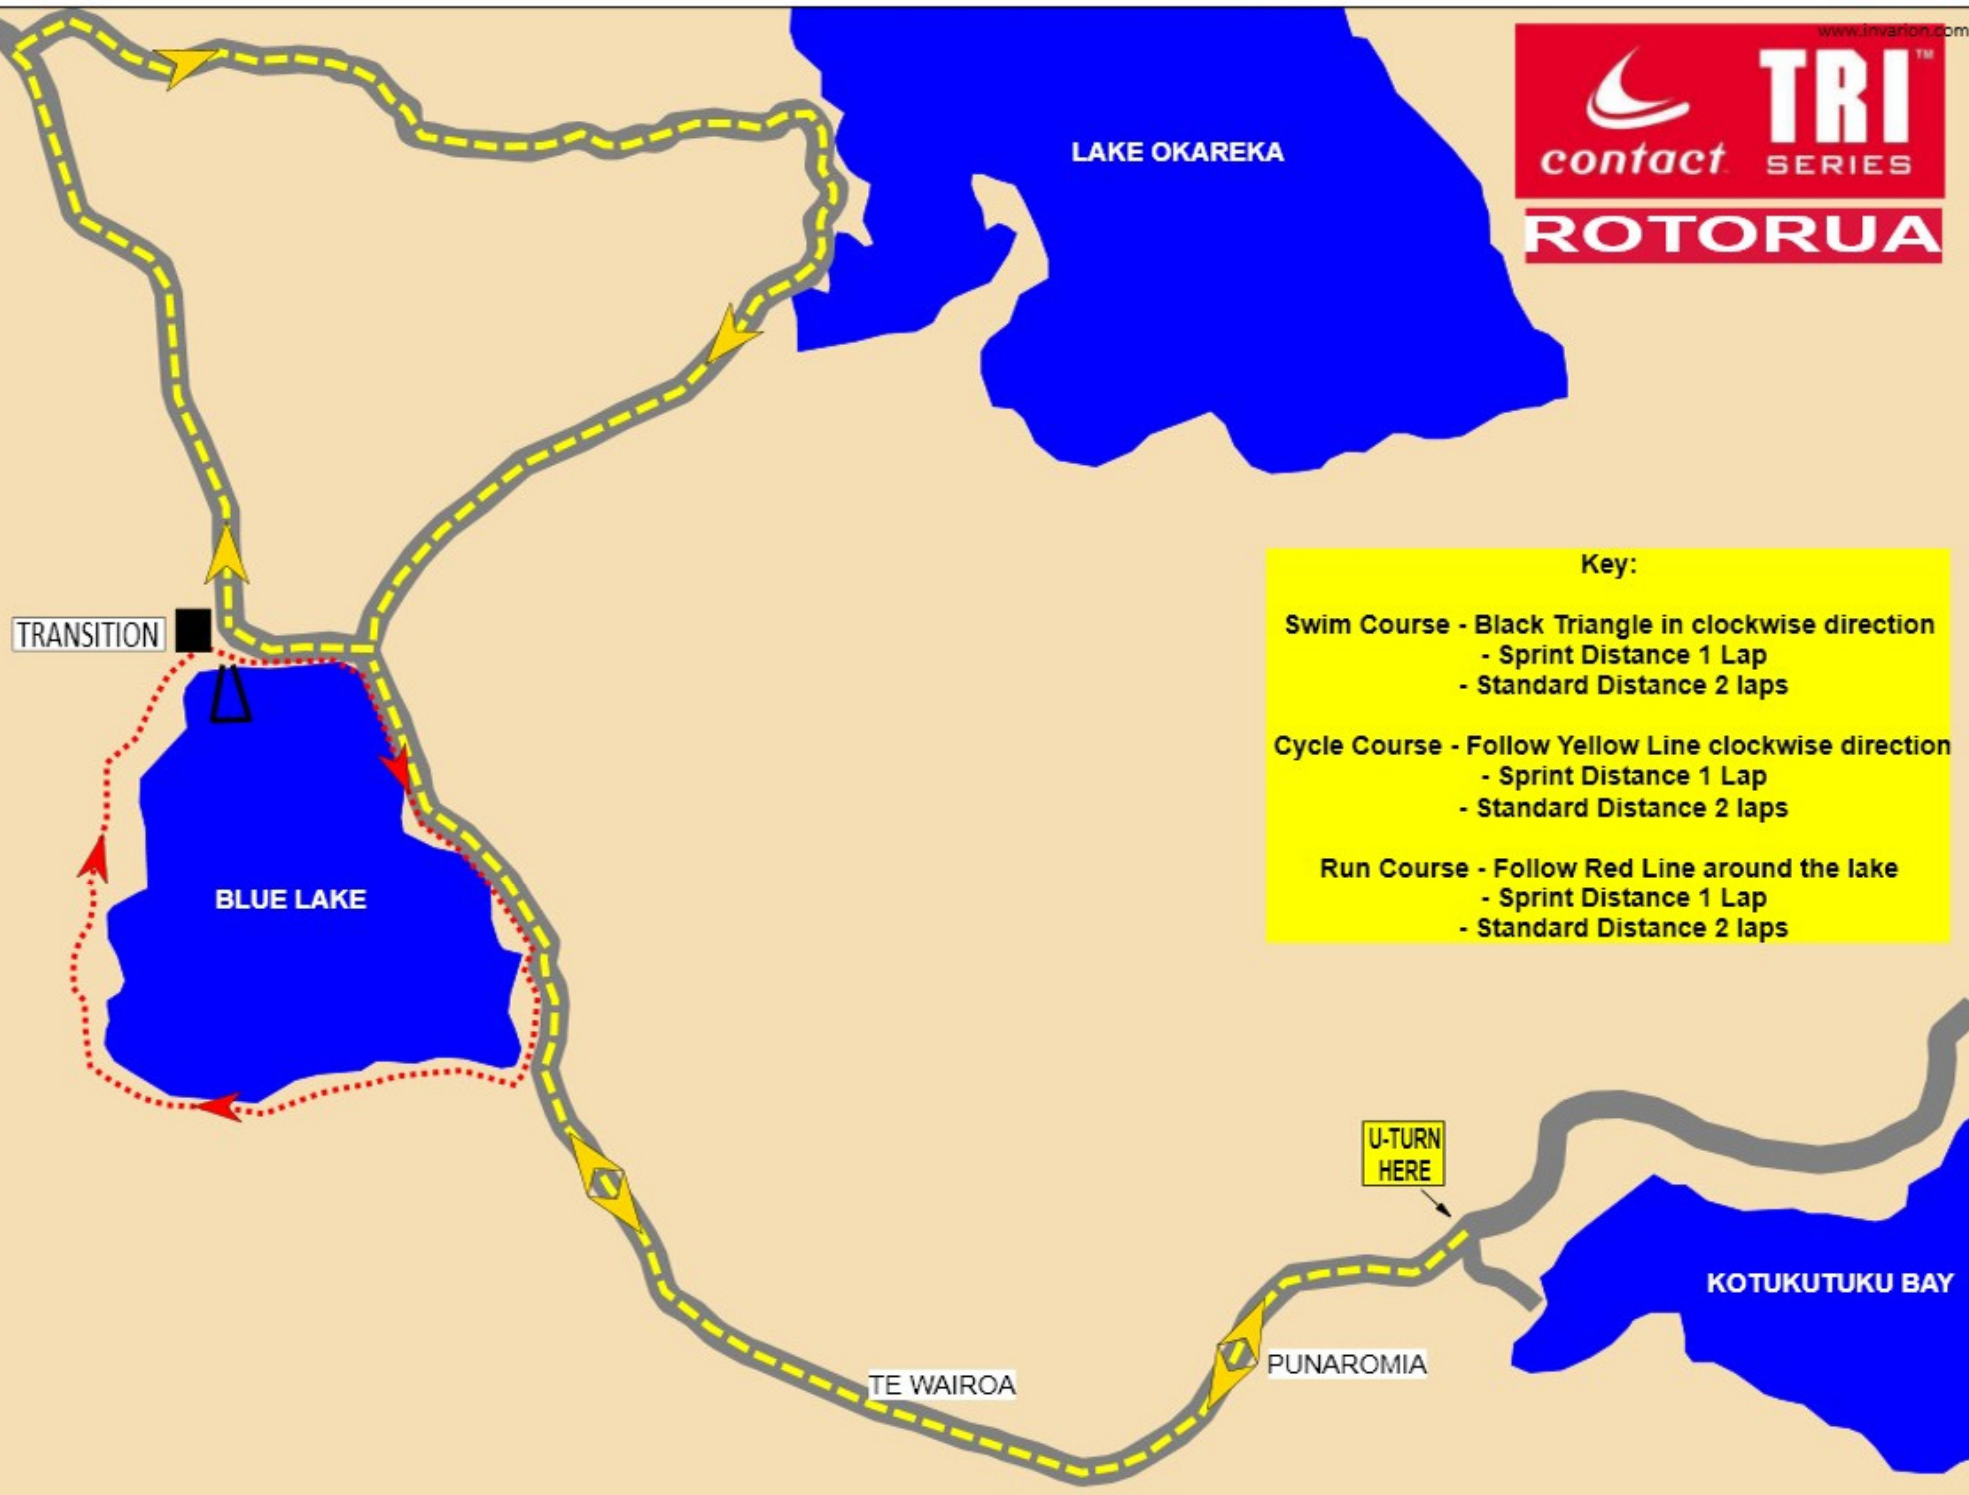 www.invarion.com
contact
TRI™
SERIES
ROTORUA
LAKE OKAREKA
Key:
Swim Course - Black Triangle in clockwise direction
- Sprint Distance 1 Lap
- Standard Distance 2 laps
Cycle Course - Follow Yellow Line clockwise direction
- Sprint Distance 1 Lap
- Standard Distance 2 laps
Run Course - Follow Red Line around the lake
- Sprint Distance 1 Lap
- Standard Distance 2 laps
TRANSITION
BLUE LAKE
U-TURN
HERE
KOTUKUTUKU BAY
PUNAROMIA
TE WAIROA